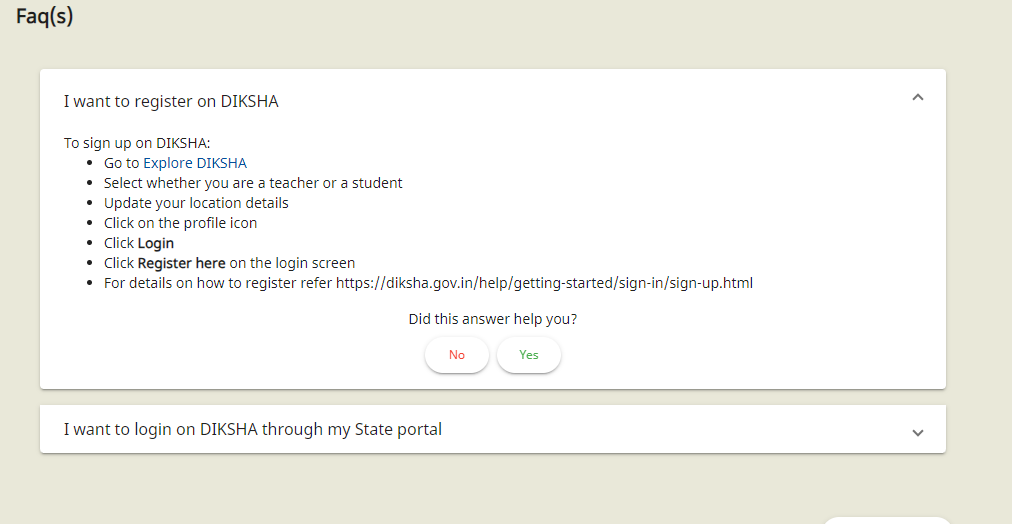 Faq(s)
I want to register on DIKSHA
To sign up on DIKSHA:
Go to Explore DIKSHA
Select whether you are a teacher or a student
Update your location details
Click on the profile icon
Click Login
Click Register here on the login screen
For details on how to register refer https://diksha.gov.in/help/getting-started/sign-in/sign-up.html
Did this answer help you?
No Yes
I want to login on DIKSHA through my State portal